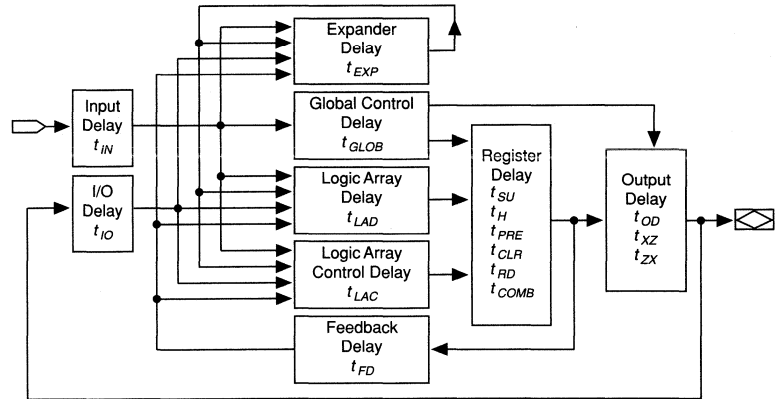 Expander
Delay
tEXP
Input
Delay
tIN
Global Control
Delay
tGLOB
Register
Delay
tSU
tH
tPRE
tCLR
tRD
tCOMB
I/O
Delay
tIO
Logic Array
Delay
tLAD
Output
Delay
tOD
tXZ
tZX
Logic Array
Control Delay
tLAC
Feedback
Delay
tFD